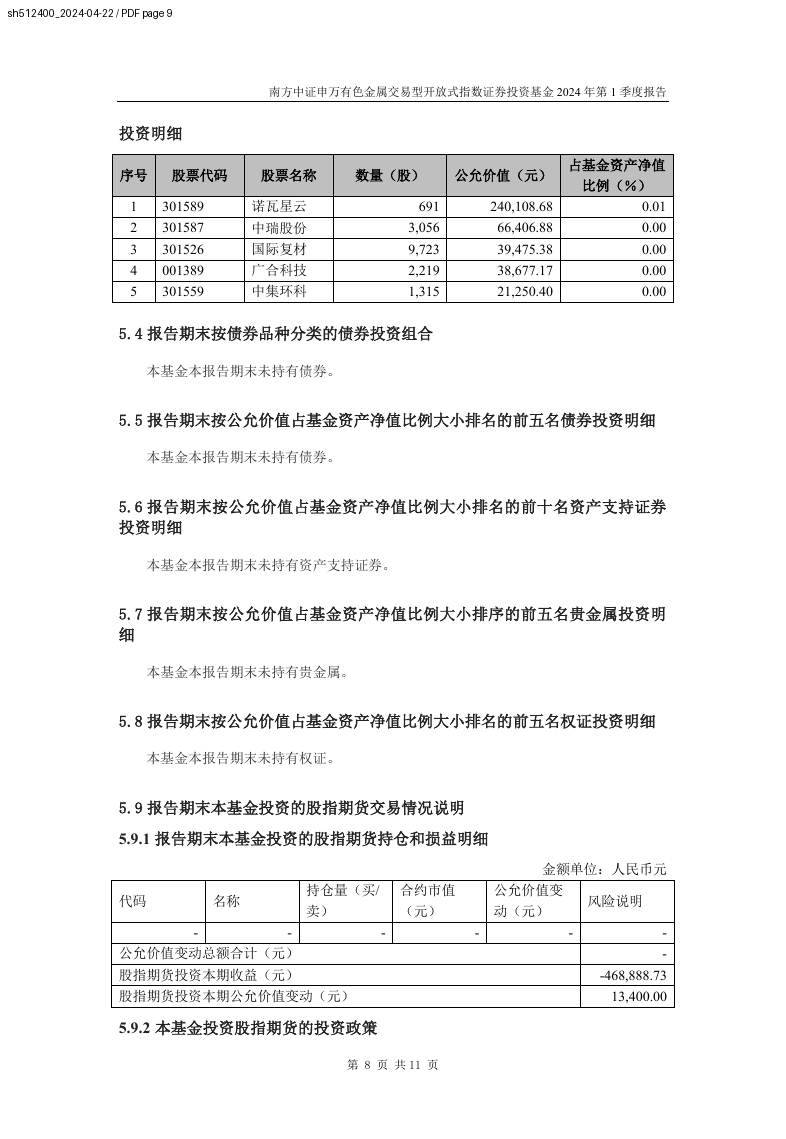 sh512400_2024-04-22 / PDF page 9
南方中证申万有色金属交易型开放式指数证券投资基金 2024 年第 1 季度报告
投资明细
序号 股票代码 股票名称 数量（股） 公允价值（元） 占基金资产净值
比例（％）
1 301589 诺瓦星云 691 240,108.68 0.01
2 301587 中瑞股份 3,056 66,406.88 0.00
3 301526 国际复材 9,723 39,475.38 0.00
4 001389 广合科技 2,219 38,677.17 0.00
5 301559 中集环科 1,315 21,250.40 0.00
5.4 报告期末按债券品种分类的债券投资组合
本基金本报告期末未持有债券。
5.5 报告期末按公允价值占基金资产净值比例大小排名的前五名债券投资明细
本基金本报告期末未持有债券。
5.6 报告期末按公允价值占基金资产净值比例大小排名的前十名资产支持证券
投资明细
本基金本报告期末未持有资产支持证券。
5.7 报告期末按公允价值占基金资产净值比例大小排序的前五名贵金属投资明
细
本基金本报告期末未持有贵金属。
5.8 报告期末按公允价值占基金资产净值比例大小排名的前五名权证投资明细
本基金本报告期末未持有权证。
5.9 报告期末本基金投资的股指期货交易情况说明
5.9.1 报告期末本基金投资的股指期货持仓和损益明细
金额单位：人民币元
代码 名称 持仓量（买/ 合约市值 公允价值变 风险说明
卖） （元） 动（元）
- - - - - -
公允价值变动总额合计（元） -
股指期货投资本期收益（元） -468,888.73
股指期货投资本期公允价值变动（元） 13,400.00
5.9.2 本基金投资股指期货的投资政策
第 8 页 共 11 页